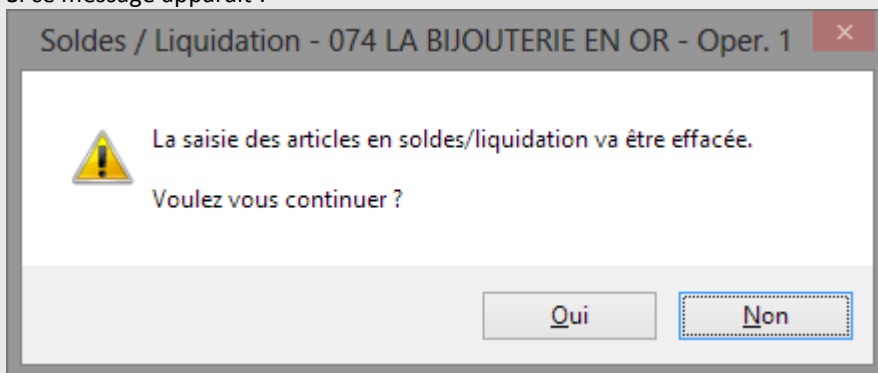 Si ce message apparait :
Soldes / Liquidation - 074 LA BIJOUTERIE EN OR - Oper. 1
La saisie des articles en soldes/liquidation va être effacée.
Voulez vous continuer ?
Oui
Non